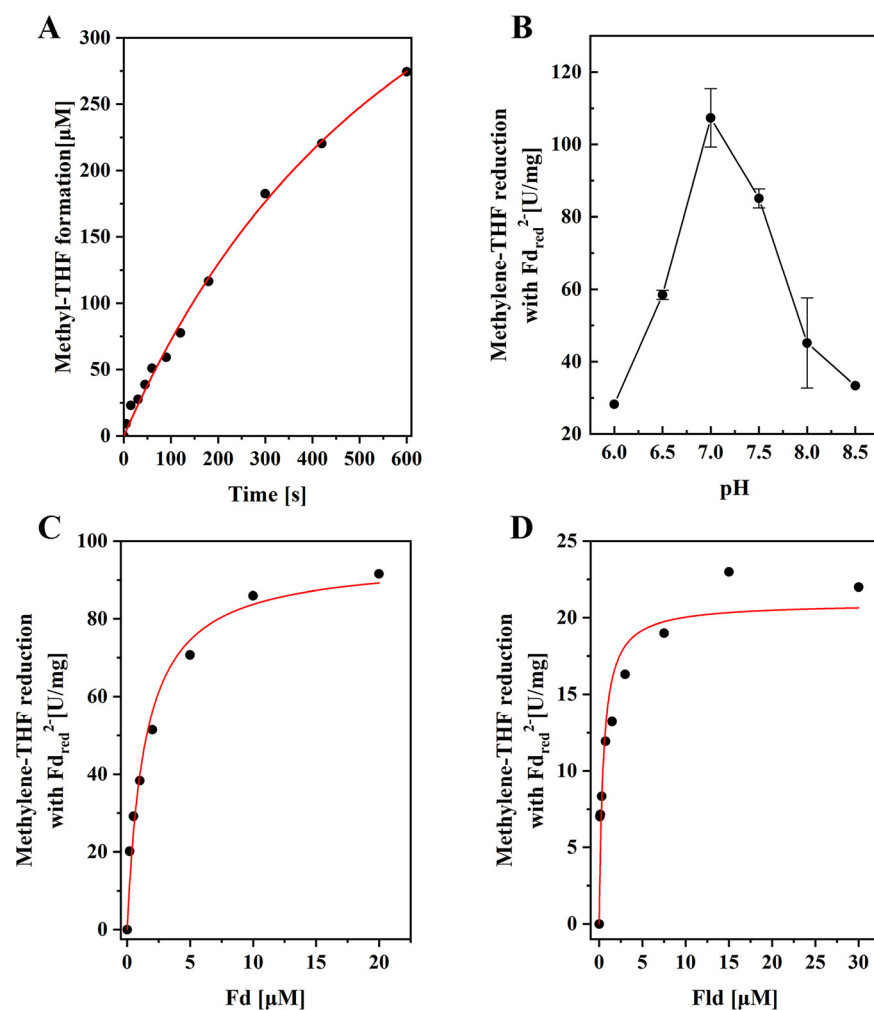 A
Methyl-THF formation[µM]
300
250
200
150
100
50
0
0 100 200 300 400 500 600
Time [s]
B
Methylene-THF reduction
with Fdred2-[U/mg]
120
100
80
60
40
20
6.0 6.5 7.0 7.5 8.0 8.5
pH
C
Methylene-THF reduction
with Fdred2-[U/mg]
100
80
60
40
20
0
0 5 10 15 20
Fd [µM]
D
Methylene-THF reduction
with Fdred2-[U/mg]
25
20
15
10
5
0
0 5 10 15 20 25 30
Fld [µM]